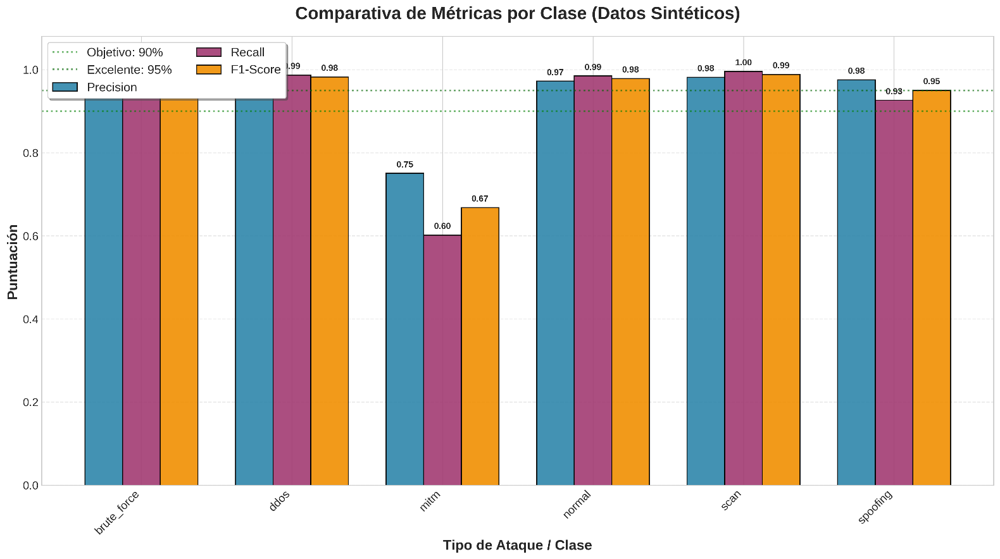 Comparativa de Métricas por Clase (Datos Sintéticos)
Objetivo: 90%
Excelente: 95%
Precision
Recall
F1-Score
Puntuación
1.0
0.8
0.6
0.4
0.2
0.0
0.98
0.75
0.60
0.67
0.97
0.99
0.98
0.98
1.00
0.99
0.98
0.93
0.95
brute_force
ddos
mitm
normal
scan
spoofing
Tipo de Ataque / Clase